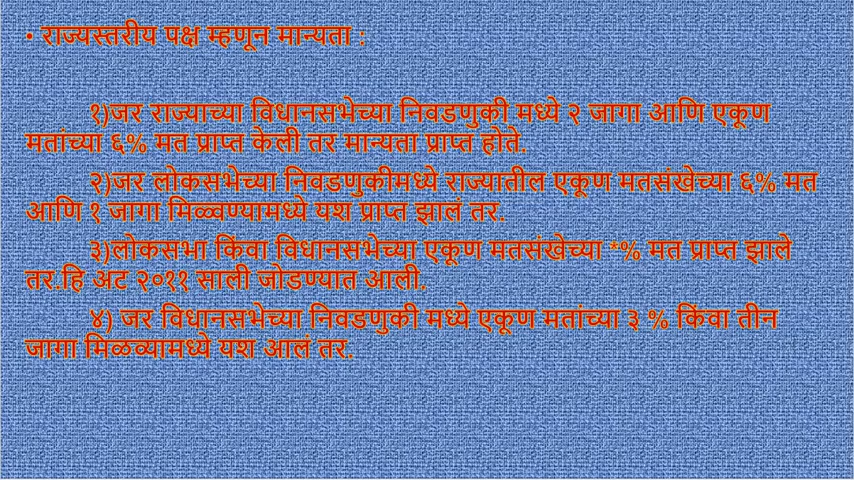 • राज्यस्तरीय पक्ष म्हणून मान्यता :
१)जर राज्याच्या विधानसभेच्या निवडणुकी मध्ये २ जागा आणि एकूण
मतांच्या ६% मत प्राप्त केली तर मान्यता प्राप्त होते.
२)जर लोकसभेच्या निवडणुकीमध्ये राज्यातील एकूण मतसंखेच्या ६% मत
आणि १ जागा मिळ्वण्यामध्ये यश प्राप्त झालं तर.
३)लोकसभा किंवा विधानसभेच्या एकूण मतसंखेच्या *% मत प्राप्त झाले
तर.हि अट २०११ साली जोडण्यात आली.
४) जर विधानसभेच्या निवडणुकी मध्ये एकूण मतांच्या ३ % किंवा तीन
जागा मिळव्यामध्ये यश आलं तर.